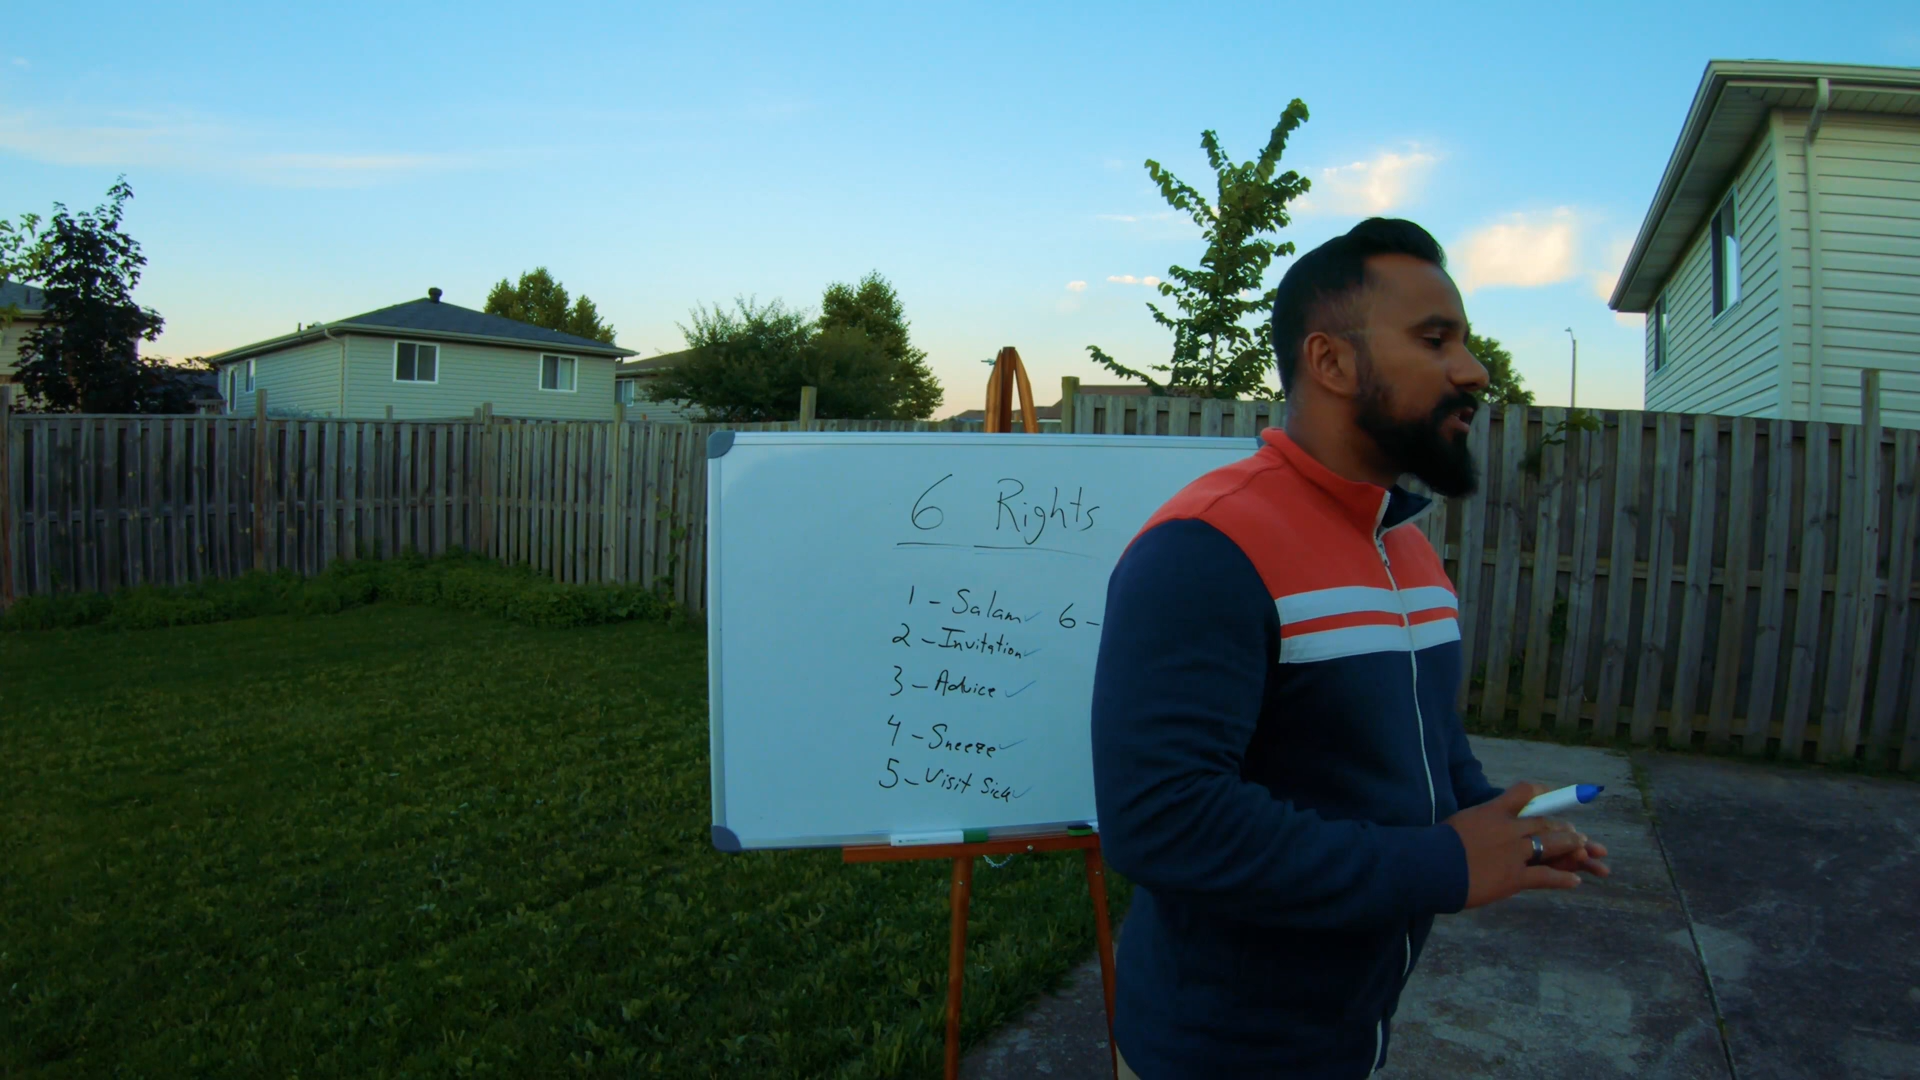 6 Rights
1 - Salam 6 -
2 - Invitation
3 - Advice
4 - Sneeze
5 - Visit Sick